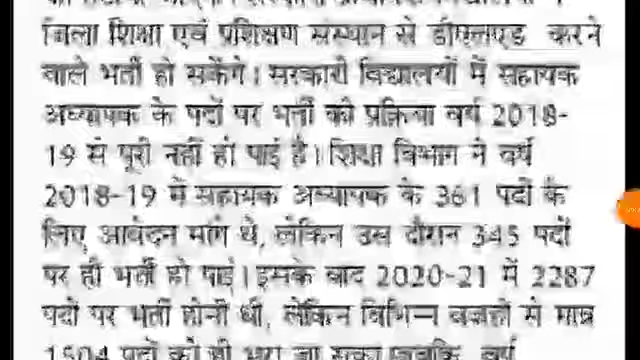 जिला शिक्षा एवं प्रशिक्षण संस्थान से डीएलएड करने
वाले भर्ती हो सकेंगे। सरकारी विद्यालयों में सहायक
अध्यापक के पदों पर भर्ती की प्रक्रिया वर्ष 2018-
19 से पूरी नहीं हो पाई है। शिक्षा विभाग ने वर्ष
2018-19 में सहायक अध्यापक के 361 पदों के
लिए आवेदन मांगे थे, लेकिन उस दौरान 345 पदों
पर ही भर्ती हो पाई। इसके बाद 2020-21 में 2287
पदों पर भर्ती होनी थी, लेकिन विभिन्न वजहों से मात्र
1504 पदों को ही भरा जा सका